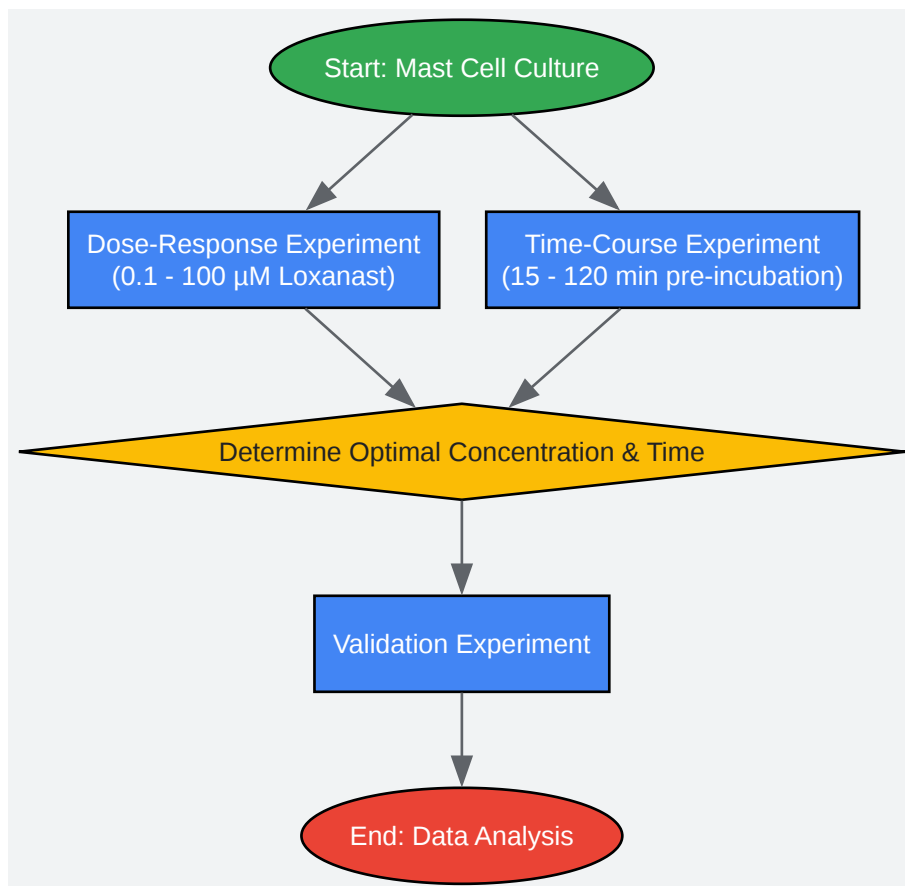 Start: Mast Cell Culture
Dose-Response Experiment
(0.1 - 100 µM Loxanast)
Time-Course Experiment
(15 - 120 min pre-incubation)
Determine Optimal Concentration & Time
Validation Experiment
End: Data Analysis